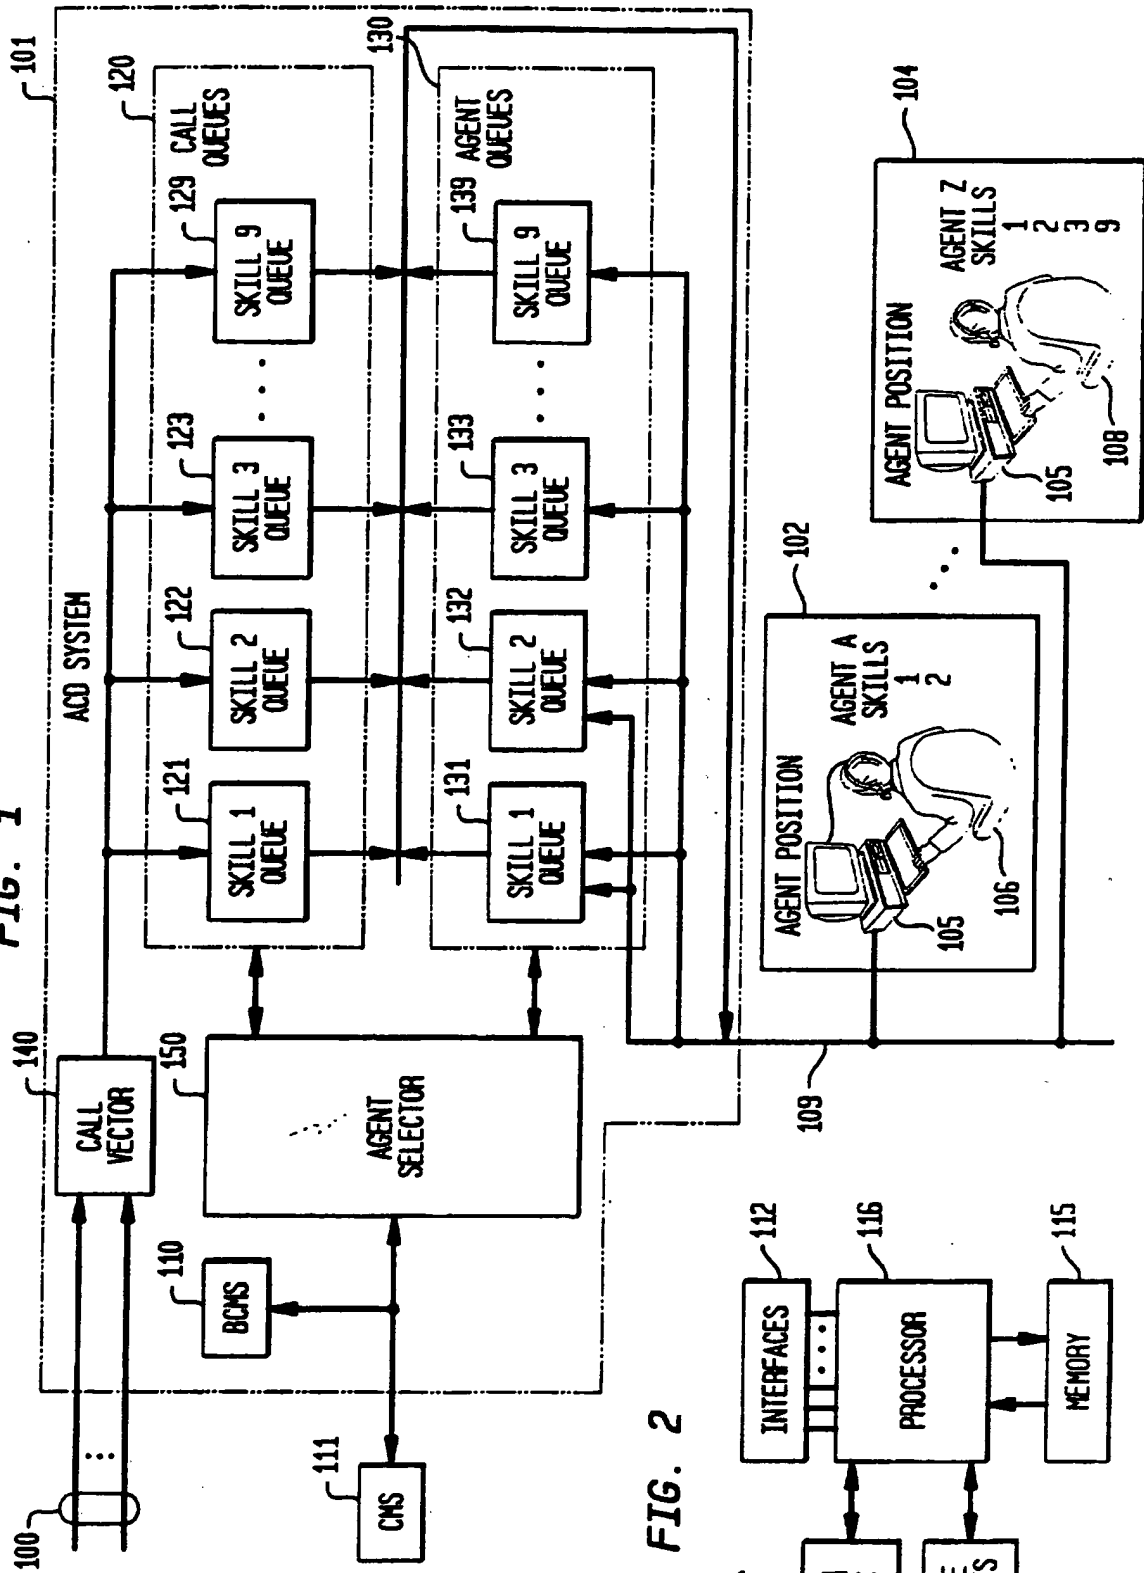 FIG. 1
101
ACD SYSTEM
100
140
CALL
VECTOR
120
CALL
QUEUES
121
SKILL 1
QUEUE
122
SKILL 2
QUEUE
123
SKILL 3
QUEUE
129
SKILL 9
QUEUE
130
AGENT
QUEUES
131
SKILL 1
QUEUE
132
SKILL 2
QUEUE
133
SKILL 3
QUEUE
139
SKILL 9
QUEUE
150
AGENT
SELECTOR
110
BCMS
111
CMS
109
102
AGENT POSITION
AGENT A
SKILLS
1
2
105
106
104
AGENT POSITION
AGENT Z
SKILLS
1
2
3
9
105
108
FIG. 2
112
INTERFACES
116
PROCESSOR
115
MEMORY